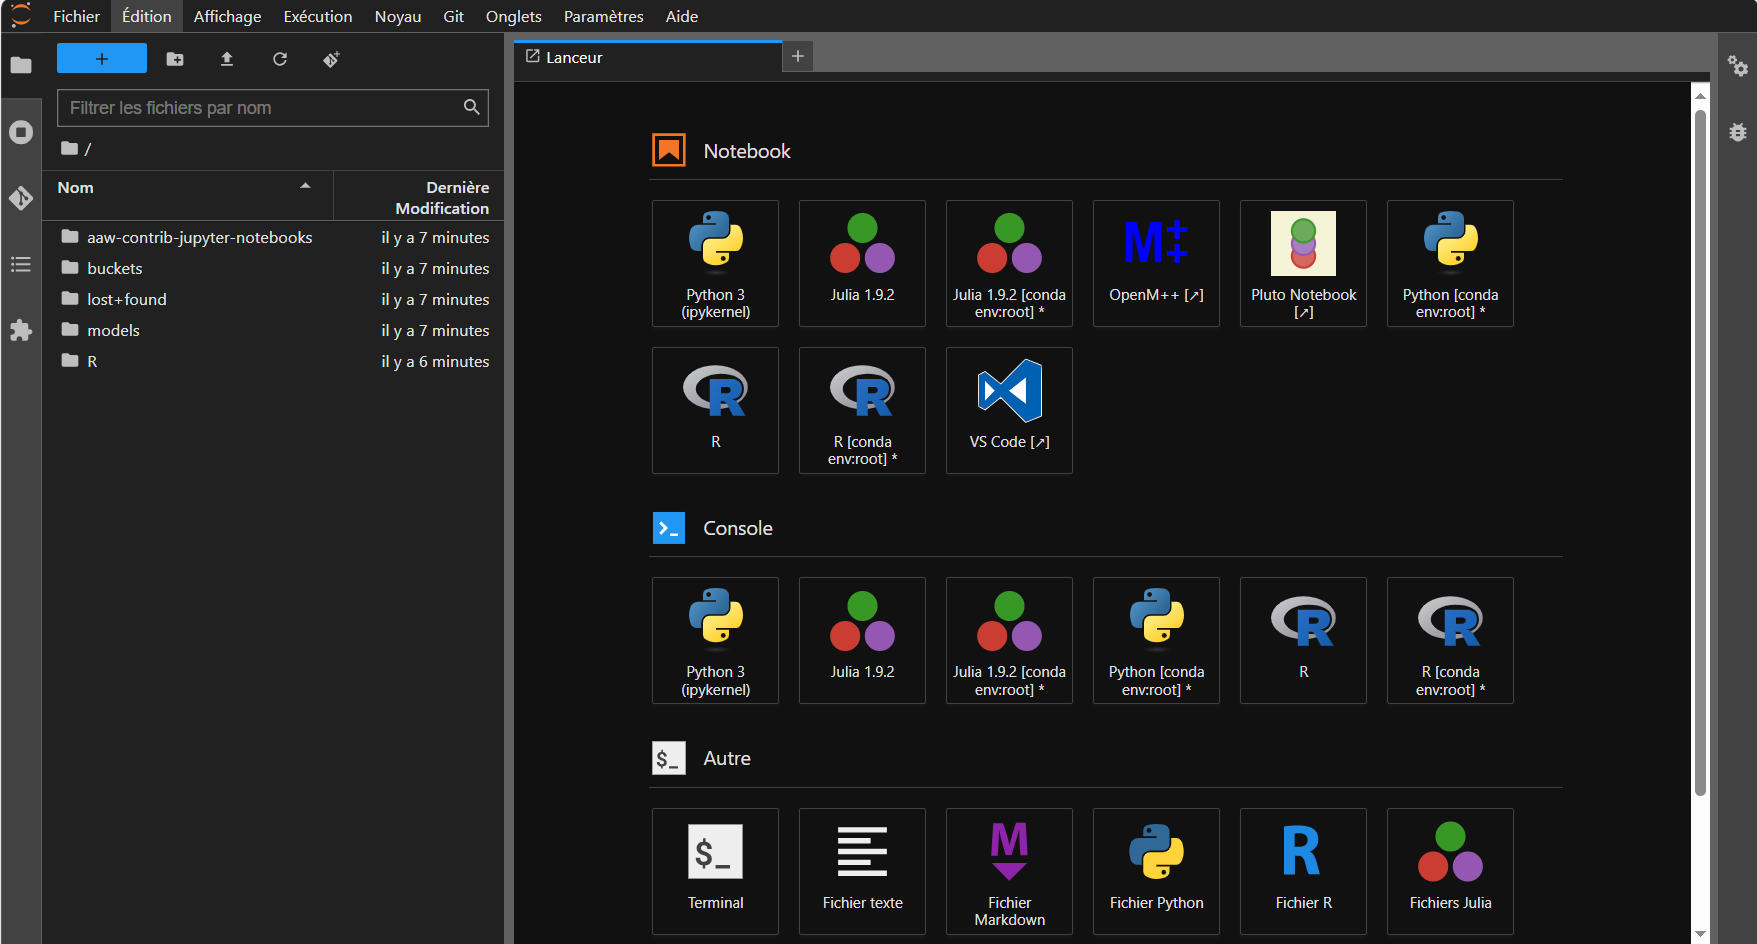 Fichier Édition Affichage Exécution Noyau Git Onglets Paramètres Aide
Filtrer les fichiers par nom
/
Nom
Dernière
Modification
aaw-contrib-jupyter-notebooks il y a 7 minutes
buckets il y a 7 minutes
lost+found il y a 7 minutes
models il y a 7 minutes
R il y a 6 minutes
Lanceur
Notebook
Python 3
(ipykernel)
Julia 1.9.2
Julia 1.9.2 [conda
env:root] *
OpenM++ [↗]
Pluto Notebook
[↗]
Python [conda
env:root] *
R
R [conda
env:root] *
VS Code [↗]
Console
Python 3
(ipykernel)
Julia 1.9.2
Julia 1.9.2 [conda
env:root] *
Python [conda
env:root] *
R
R [conda
env:root] *
$_ Autre
$_
Terminal
Fichier texte
M
Fichier
Markdown
Fichier Python
R
Fichier R
Fichiers Julia